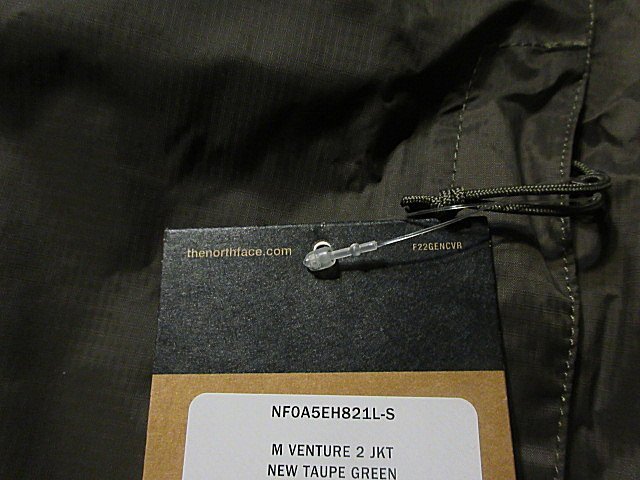 thenorthface.com
F22GENCVR
NF0A5EH821L-S
M VENTURE 2 JKT
NEW TAUPE GREEN